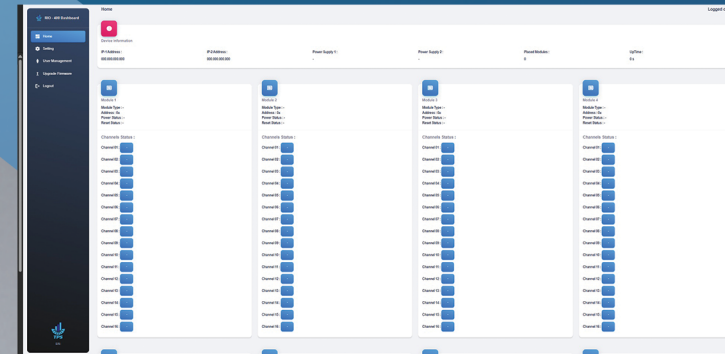 RIO - 400 Dashboard
Home
Setting
User Management
Upgrade Firmware
Logout
TPS
Home
Logged
Device Information
IP-1 Address : IP-2 Address : Power Supply 1 : Power Supply 2 : Placed Modules : UpTime :
000.000.000.000 000.000.000.000 - - 0 0 s
Module 1
Module Type : -
Address : 0x
Power Status : -
Reset Status : -
Channels Status :
Channel 01 :
Channel 02 :
Channel 03 :
Channel 04 :
Channel 05 :
Channel 06 :
Channel 07 :
Channel 08 :
Channel 09 :
Channel 10 :
Channel 11 :
Channel 12 :
Channel 13 :
Channel 14 :
Channel 15 :
Channel 16 :
Module 2
Module Type : -
Address : 0x
Power Status : -
Reset Status : -
Channels Status :
Channel 01 :
Channel 02 :
Channel 03 :
Channel 04 :
Channel 05 :
Channel 06 :
Channel 07 :
Channel 08 :
Channel 09 :
Channel 10 :
Channel 11 :
Channel 12 :
Channel 13 :
Channel 14 :
Channel 15 :
Channel 16 :
Module 3
Module Type : -
Address : 0x
Power Status : -
Reset Status : -
Channels Status :
Channel 01 :
Channel 02 :
Channel 03 :
Channel 04 :
Channel 05 :
Channel 06 :
Channel 07 :
Channel 08 :
Channel 09 :
Channel 10 :
Channel 11 :
Channel 12 :
Channel 13 :
Channel 14 :
Channel 15 :
Channel 16 :
Module 4
Module Type : -
Address : 0x
Power Status : -
Reset Status : -
Channels Status :
Channel 01 :
Channel 02 :
Channel 03 :
Channel 04 :
Channel 05 :
Channel 06 :
Channel 07 :
Channel 08 :
Channel 09 :
Channel 10 :
Channel 11 :
Channel 12 :
Channel 13 :
Channel 14 :
Channel 15 :
Channel 16 :